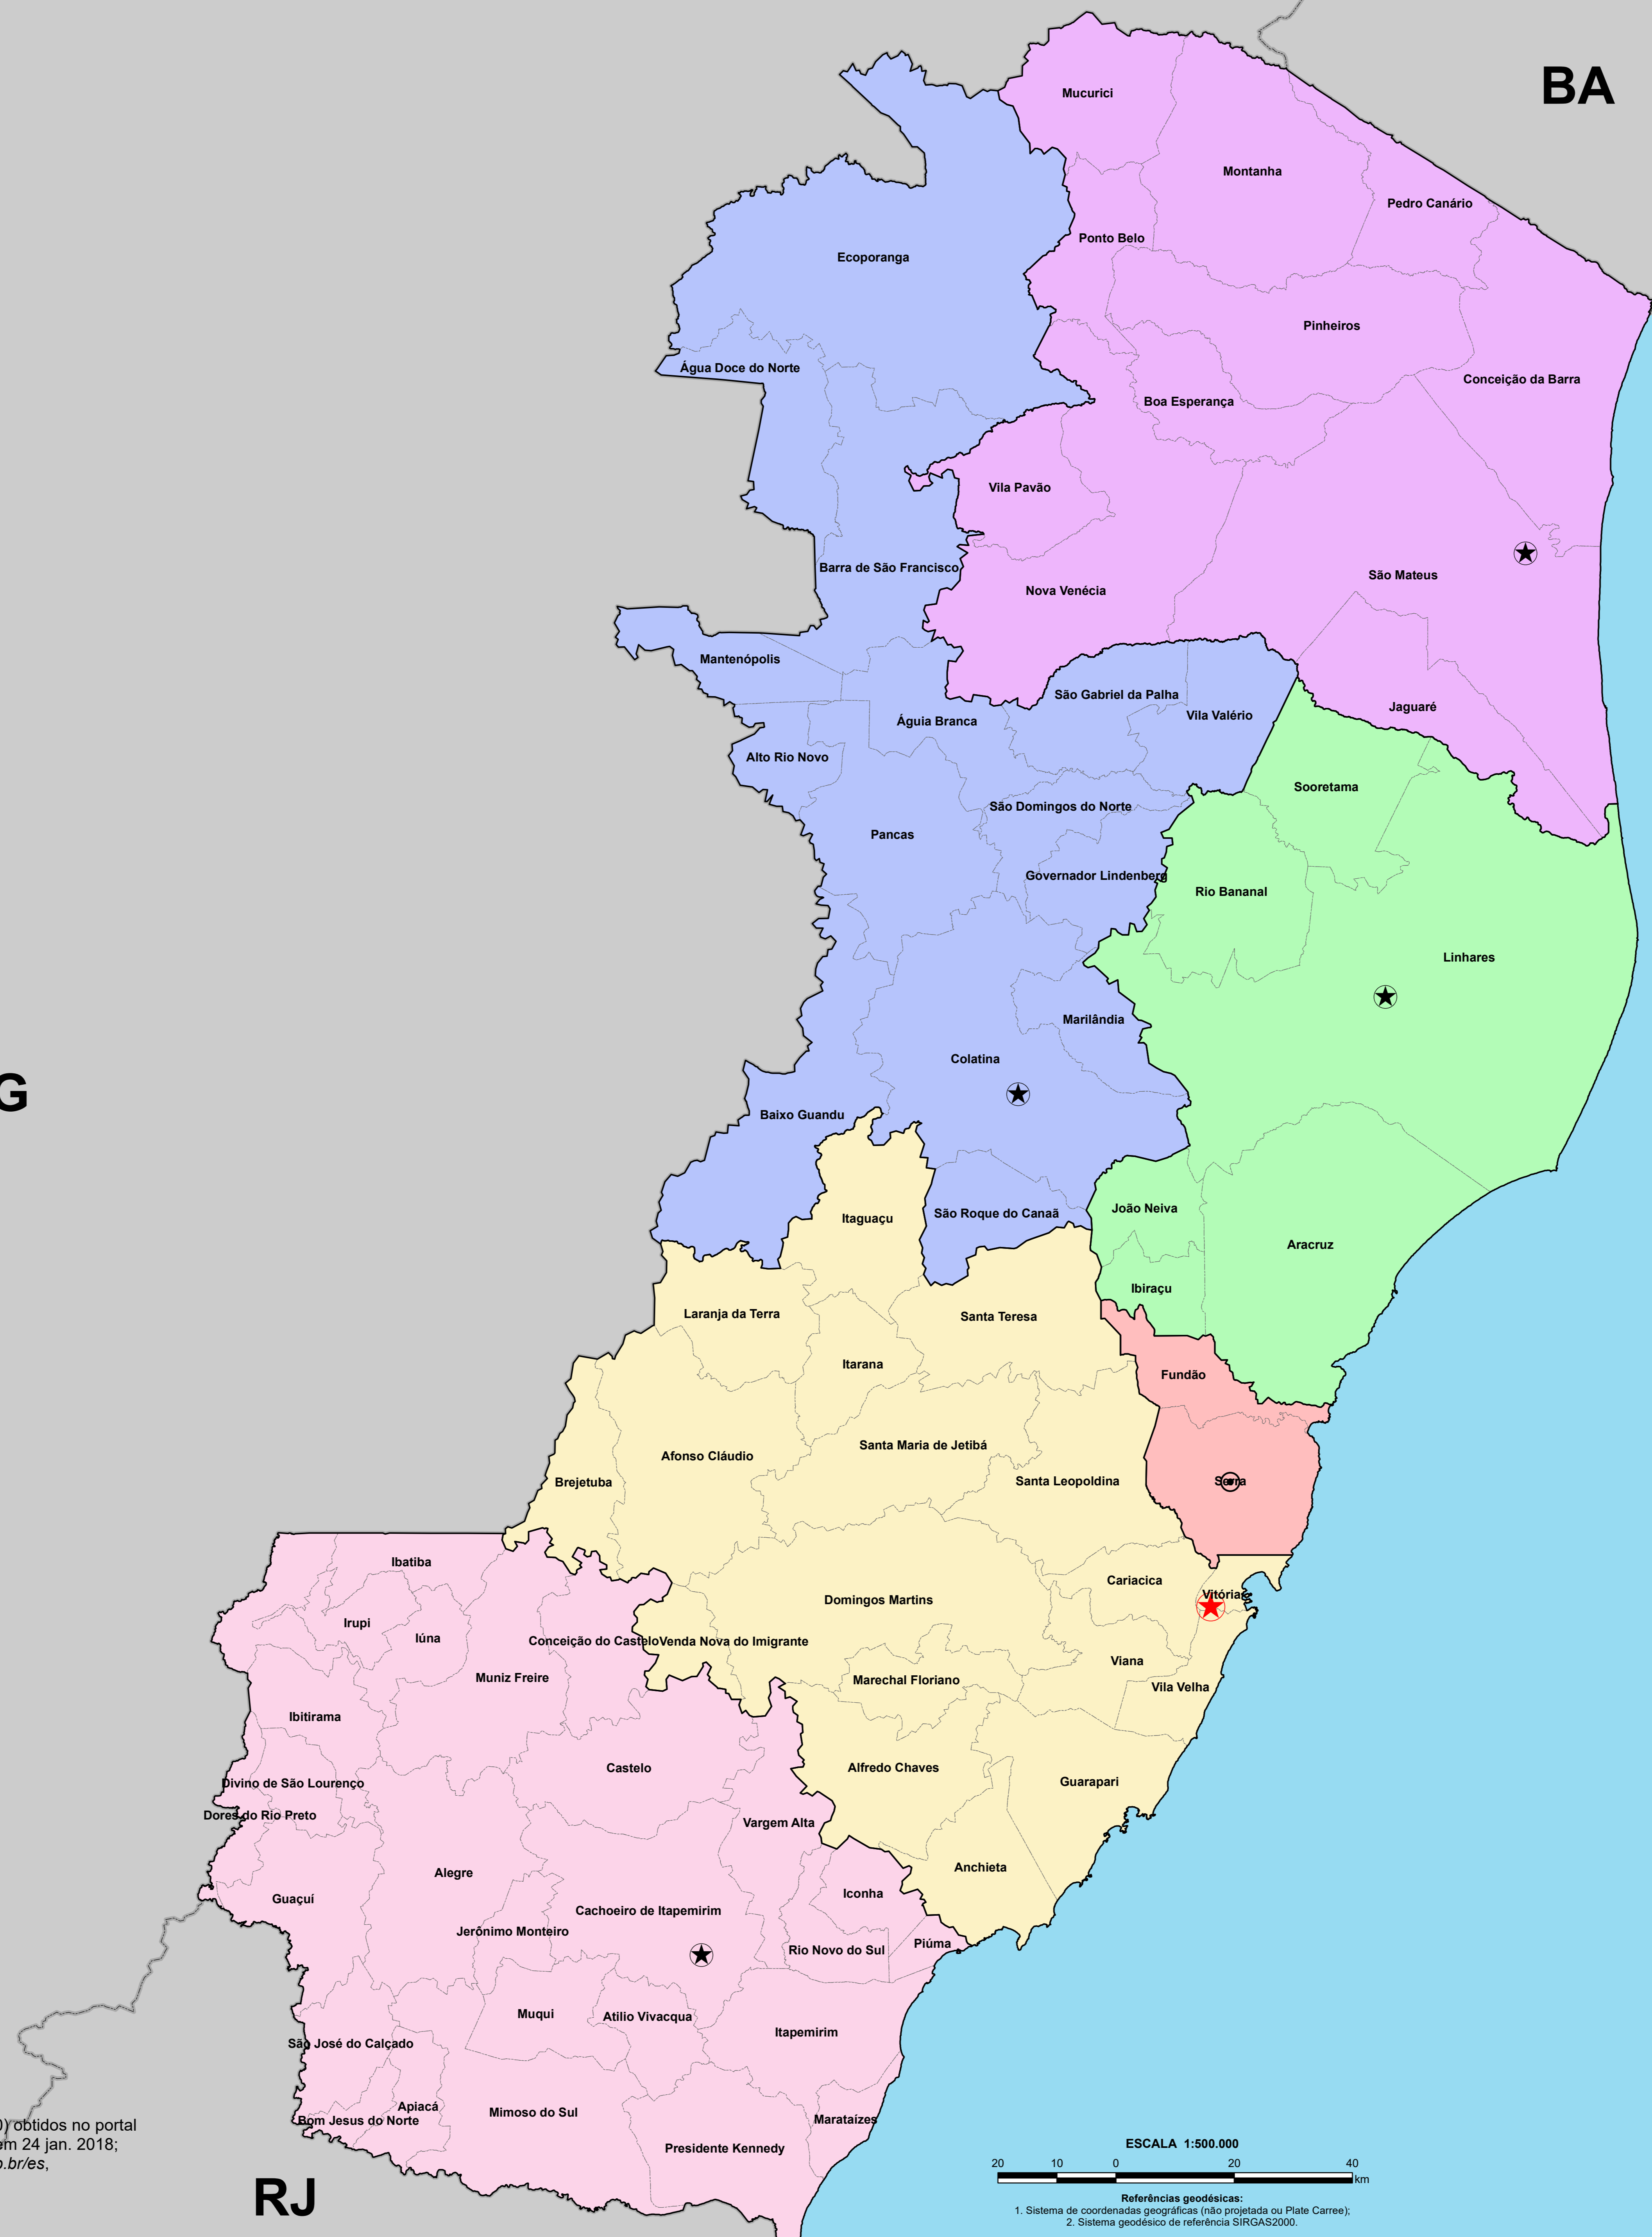 BA
Mucurici
Montanha
Pedro Canário
Ponto Belo
Ecoporanga
Pinheiros
Água Doce do Norte
Conceição da Barra
Boa Esperança
Vila Pavão
Barra de São Francisco
São Mateus
Nova Venécia
Mantenópolis
São Gabriel da Palha
Jaguaré
Vila Valério
Águia Branca
Alto Rio Novo
Sooretama
São Domingos do Norte
Pancas
Governador Lindenberg
Rio Bananal
Linhares
Marilândia
Colatina
G
Baixo Guandu
João Neiva
São Roque do Canaã
Itaguaçu
Aracruz
Ibiraçu
Laranja da Terra
Santa Teresa
Itarana
Fundão
Santa Maria de Jetibá
Afonso Cláudio
Brejetuba
Santa Leopoldina
Serra
Ibatiba
Cariacica
Vitória
Domingos Martins
Irupi
Iúna
Conceição do Castelo
Venda Nova do Imigrante
Viana
Muniz Freire
Marechal Floriano
Vila Velha
Ibitirama
Castelo
Alfredo Chaves
Guarapari
Divino de São Lourenço
Dores do Rio Preto
Vargem Alta
Anchieta
Alegre
Iconha
Guaçuí
Cachoeiro de Itapemirim
Jerônimo Monteiro
Piúma
Rio Novo do Sul
Muqui
Atilio Vivacqua
Itapemirim
São José do Calçado
Apiacá
Mimoso do Sul
Marataízes
Bom Jesus do Norte
Presidente Kennedy
0) obtidos no portal
em 24 jan. 2018;
o.br/es,
RJ
ESCALA 1:500.000
20 10 0 20 40
km
Referências geodésicas:
1. Sistema de coordenadas geográficas (não projetada ou Plate Carree);
2. Sistema geodésico de referência SIRGAS2000.